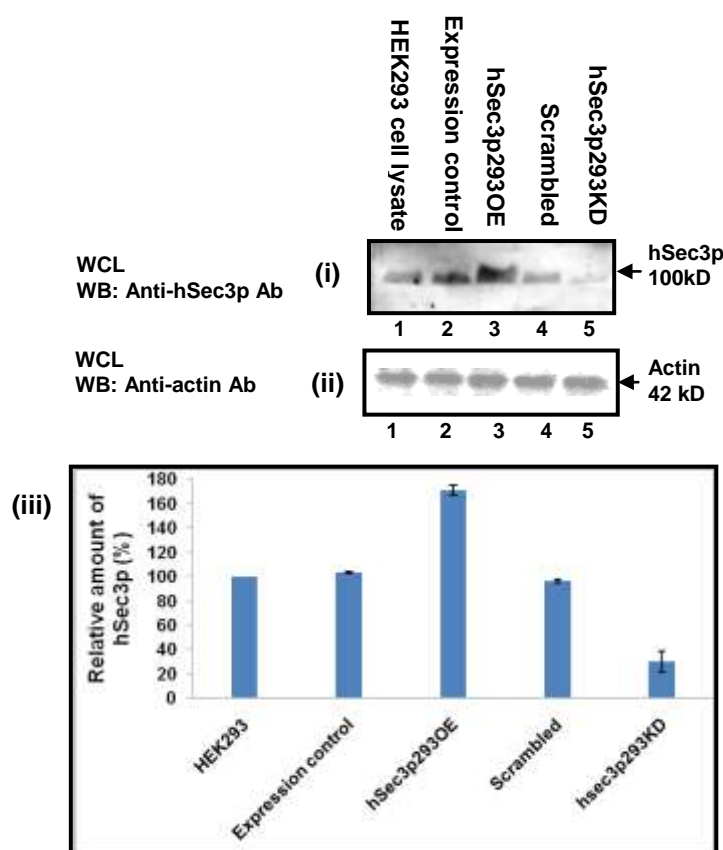 HEK293 cell lysate
Expression control
hSec3p293OE
Scrambled
hSec3p293KD
WCL
WB: Anti-hSec3p Ab
(i)
hSec3p
100kD
1 2 3 4 5
WCL
WB: Anti-actin Ab
(ii)
Actin
42 kD
1 2 3 4 5
(iii)
Relative amount of
hSec3p (%)
180
160
140
120
100
80
60
40
20
0
HEK293
Expression control
hSec3p293OE
Scrambled
hsec3p293KD